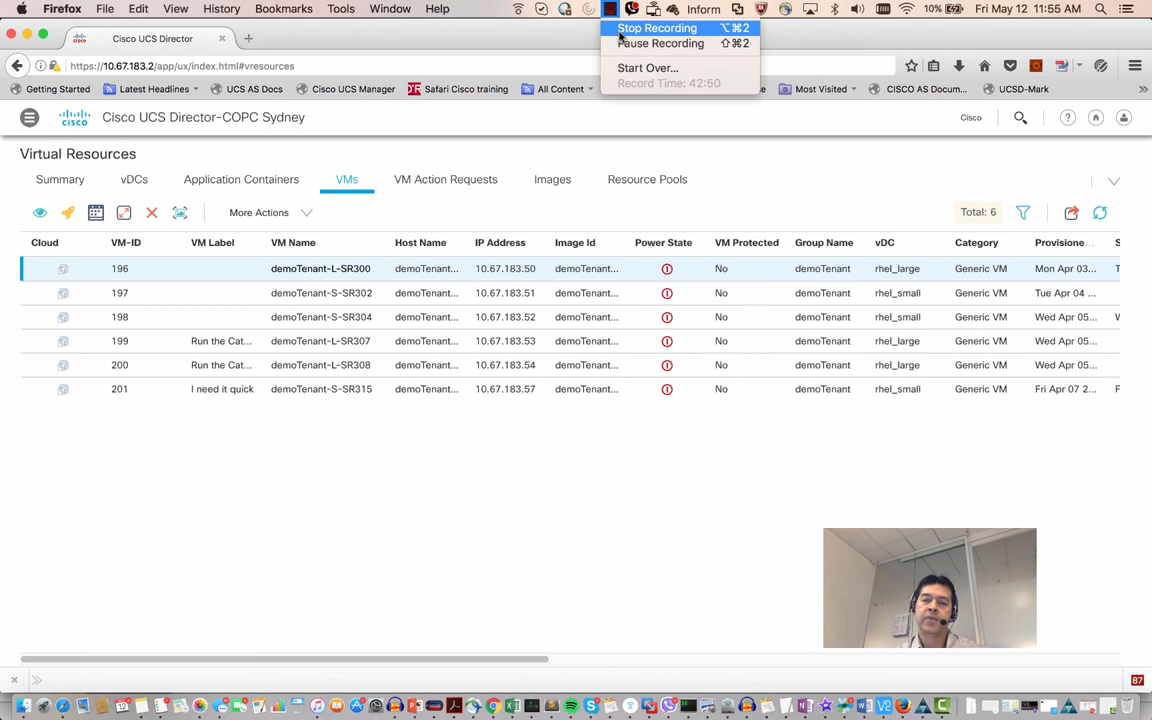 Firefox File Edit View History Bookmarks Tools Window Help Inform 10% Fri May 12 11:55 AM
Stop Recording ⌥⌘2
Pause Recording ⇧⌘2
Start Over...
Record Time: 42:50
Cisco UCS Director
https://10.67.183.2/app/ux/index.html#vresources
Getting Started Latest Headlines UCS AS Docs Cisco UCS Manager Safari Cisco training All Content Most Visited CISCO AS Docum... UCSD-Mark
CISCO Cisco UCS Director-COPC Sydney Cisco
Virtual Resources
Summary vDCs Application Containers VMs VM Action Requests Images Resource Pools
More Actions Total: 6
Cloud VM-ID VM Label VM Name Host Name IP Address Image Id Power State VM Protected Group Name vDC Category Provisione... S
196 demoTenant-L-SR300 demoTenant... 10.67.183.50 demoTenant... No demoTenant rhel_large Generic VM Mon Apr 03... T
197 demoTenant-S-SR302 demoTenant... 10.67.183.51 demoTenant... No demoTenant rhel_small Generic VM Tue Apr 04 ...
198 demoTenant-S-SR304 demoTenant... 10.67.183.52 demoTenant... No demoTenant rhel_small Generic VM Wed Apr 05...
199 Run the Cat... demoTenant-L-SR307 demoTenant... 10.67.183.53 demoTenant... No demoTenant rhel_large Generic VM Wed Apr 05...
200 Run the Cat... demoTenant-L-SR308 demoTenant... 10.67.183.54 demoTenant... No demoTenant rhel_large Generic VM Wed Apr 05...
201 I need it quick demoTenant-S-SR315 demoTenant... 10.67.183.57 demoTenant... No demoTenant rhel_small Generic VM Fri Apr 07 2... F
87